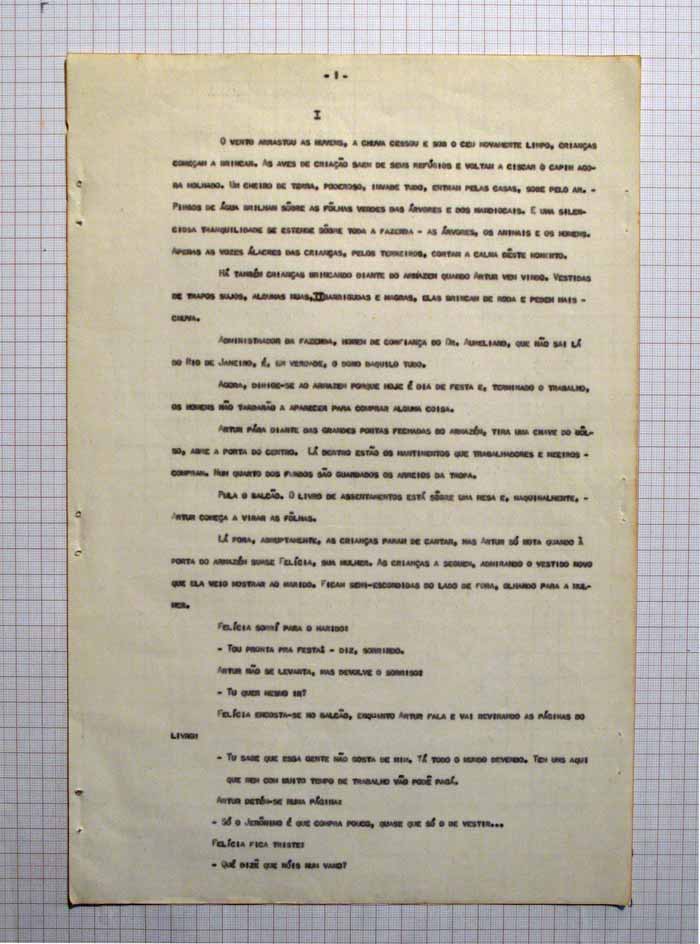 - I -
I
O VENTO ARRASTOU AS NUVENS, A CHUVA CESSOU E SOB O CEU NOVAMENTE LIMPO, CRIANÇAS
COMEÇAM A BRINCAR. AS AVES DE CRIAÇÃO SAEM DE SEUS REFÚGIOS E VOLTAM A CISCAR O CAPIM AGO-
RA MOLHADO. UM CHEIRO DE TERRA, PODEROSO, INVADE TUDO, ENTRAM PELAS CASAS, SOBE PELO AR. -
PINGOS DE ÁGUA BRILHAM SÔBRE AS FÔLHAS VERDES DAS ÁRVORES E DOS MANDIOCAIS. E UMA SILEN-
CIOSA TRANQUILIDADE SE ESTENDE SÔBRE TODA A FAZENDA - AS ÁRVORES, OS ANIMAIS E OS HOMENS.
APENAS AS VOZES ÁLACRES DAS CRIANÇAS, PELOS TERREIROS, CORTAM A CALMA DÊSTE MOMENTO.
HÁ TAMBÉM CRIANÇAS BRINCANDO DIANTE DO ARMAZEM QUANDO ARTUR VEM VINDO. VESTIDAS
DE TRAPOS SUJOS, ALGUMAS NUAS, BARRIGUDAS E MAGRAS, ELAS BRINCAM DE RODA E PEDEM MAIS -
CHUVA.
ADMINISTRADOR DA FAZENDA, HOMEM DE CONFIANÇA DO DR. AURELIANO, QUE NÃO SAI LÁ
DO RIO DE JANEIRO, É, EM VERDADE, O DONO DAQUILO TUDO.
AGORA, DIRIGE-SE AO ARMAZEM PORQUE HOJE É DIA DE FESTA E, TERMINADO O TRABALHO,
OS HOMENS NÃO TARDARÃO A APARECER PARA COMPRAR ALGUMA COISA.
ARTUR PÁRA DIANTE DAS GRANDES PORTAS FECHADAS DO ARMAZÉM, TIRA UMA CHAVE DO BÔL-
SO, ABRE A PORTA DO CENTRO. LÁ DENTRO ESTÃO OS MANTIMENTOS QUE TRABALHADORES E MEEIROS -
COMPRAM. NUM QUARTO DOS FUNDOS SÃO GUARDADOS OS ARREIOS DA TROPA.
PULA O BALCÃO. O LIVRO DE ASSENTAMENTOS ESTÁ SÔBRE UMA MESA E, MAQUINALMENTE, -
ARTUR COMEÇA A VIRAR AS FÔLHAS.
LÁ FORA, ABRUPTAMENTE, AS CRIANÇAS PARAM DE CANTAR, MAS ARTUR SÓ NOTA QUANDO À
PORTA DO ARMAZÉM SURGE FELÍCIA, SUA MULHER. AS CRIANÇAS A SEGUEM, ADMIRANDO O VESTIDO NOVO
QUE ELA VEIO MOSTRAR AO MARIDO. FICAM SEMI-ESCONDIDAS DO LADO DE FORA, OLHANDO PARA A MUL-
HER.
FELÍCIA SORRÍ PARA O MARIDO:
- TOU PRONTA PRA FESTA! - DIZ, SORRINDO.
ARTUR NÃO SE LEVANTA, MAS DEVOLVE O SORRISO:
- TU QUER MESMO IR?
FELÍCIA ENCOSTA-SE NO BALCÃO, ENQUANTO ARTUR FALA E VAI REVIRANDO AS PÁGINAS DO
LIVRO:
- TU SABE QUE ESSA GENTE NÃO GOSTA DE MIM. TÁ TODO O MUNDO DEVENDO. TEM UNS AQUI
QUE NEM COM MUITO TEMPO DE TRABALHO VÃO PODÊ PAGÁ.
ARTUR DETÉM-SE NUMA PÁGINA:
- SÓ O JERÔNIMO É QUE COMPRA POUCO, QUASE QUE SÓ O DE VESTIR...
FELÍCIA FICA TRISTE:
- QUÉ DIZÊ QUE NÓIS NUM VAMO?